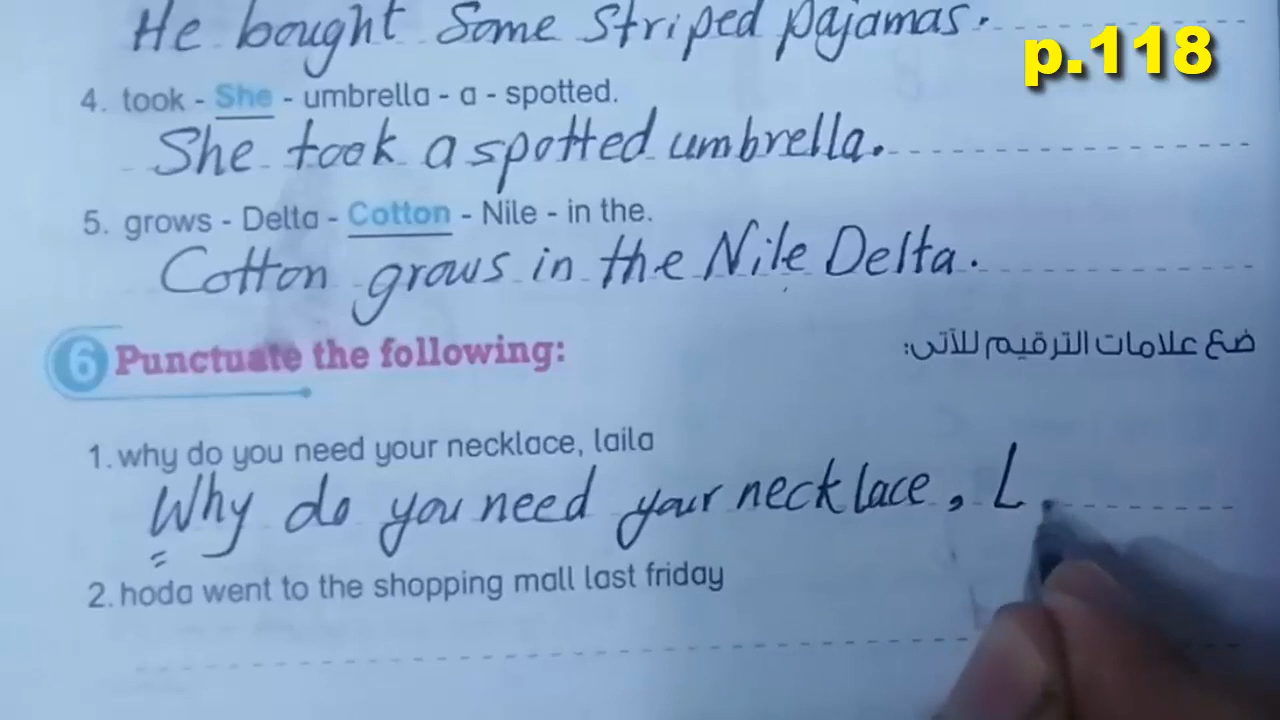 He bought Some Striped pajamas.
p.118
4. took - She - umbrella - a - spotted.
She took a spotted umbrella.
5. grows - Delta - Cotton - Nile - in the.
Cotton grows in the Nile Delta.
6 Punctuate the following:
ضع علامات الترقيم للآتى:
1. why do you need your necklace, laila
Why do you need your necklace, L
2. hoda went to the shopping mall last friday